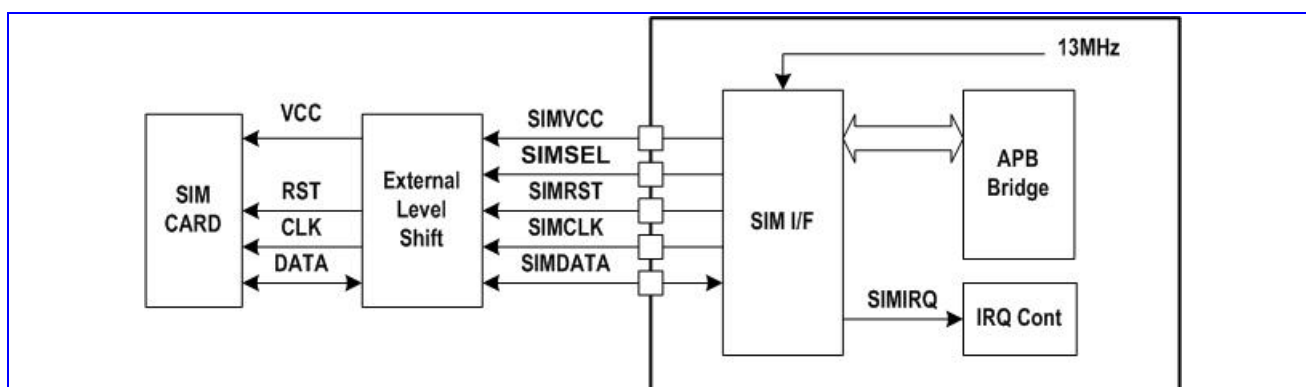 13MHz
VCC
SIMVCC
SIMSEL
APB
Bridge
SIM
CARD
RST
External
Level
Shift
SIMRST
SIM I/F
CLK
SIMCLK
DATA
SIMDATA
SIMIRQ
IRQ Cont